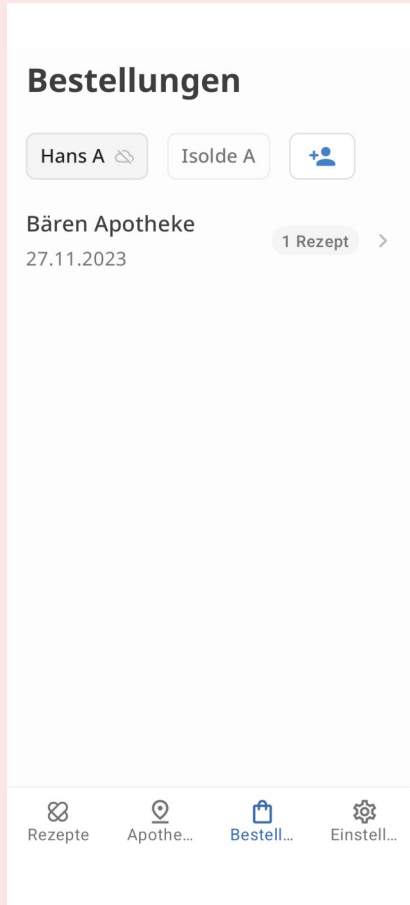 Bestellungen
Hans A
Isolde A
Bären Apotheke
1 Rezept
27.11.2023
Rezepte
Apothe...
Bestell...
Einstell...